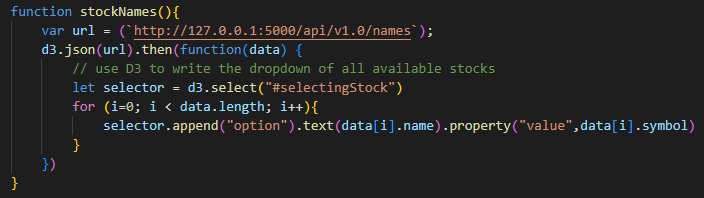 function stockNames(){
    var url = (`http://127.0.0.1:5000/api/v1.0/names`);
    d3.json(url).then(function(data) {
        // use D3 to write the dropdown of all available stocks
        let selector = d3.select("#selectingStock")
        for (i=0; i < data.length; i++){
            selector.append("option").text(data[i].name).property("value",data[i].symbol)
        }
    })
}